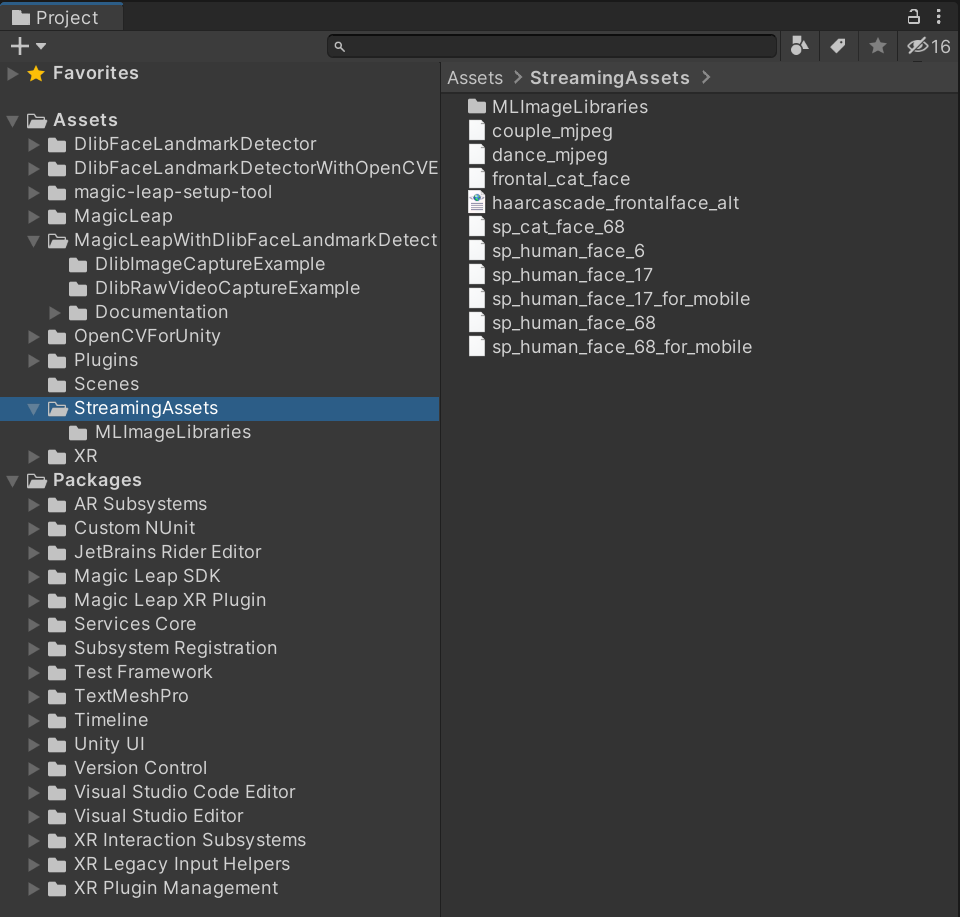 Project
16
Favorites
Assets
DlibFaceLandmarkDetector
DlibFaceLandmarkDetectorWithOpenCVE
magic-leap-setup-tool
MagicLeap
MagicLeapWithDlibFaceLandmarkDetect
DlibImageCaptureExample
DlibRawVideoCaptureExample
Documentation
OpenCVForUnity
Plugins
Scenes
StreamingAssets
MLImageLibraries
XR
Packages
AR Subsystems
Custom NUnit
JetBrains Rider Editor
Magic Leap SDK
Magic Leap XR Plugin
Services Core
Subsystem Registration
Test Framework
TextMeshPro
Timeline
Unity UI
Version Control
Visual Studio Code Editor
Visual Studio Editor
XR Interaction Subsystems
XR Legacy Input Helpers
XR Plugin Management
Assets > StreamingAssets >
MLImageLibraries
couple_mjpeg
dance_mjpeg
frontal_cat_face
haarcascade_frontalface_alt
sp_cat_face_68
sp_human_face_6
sp_human_face_17
sp_human_face_17_for_mobile
sp_human_face_68
sp_human_face_68_for_mobile